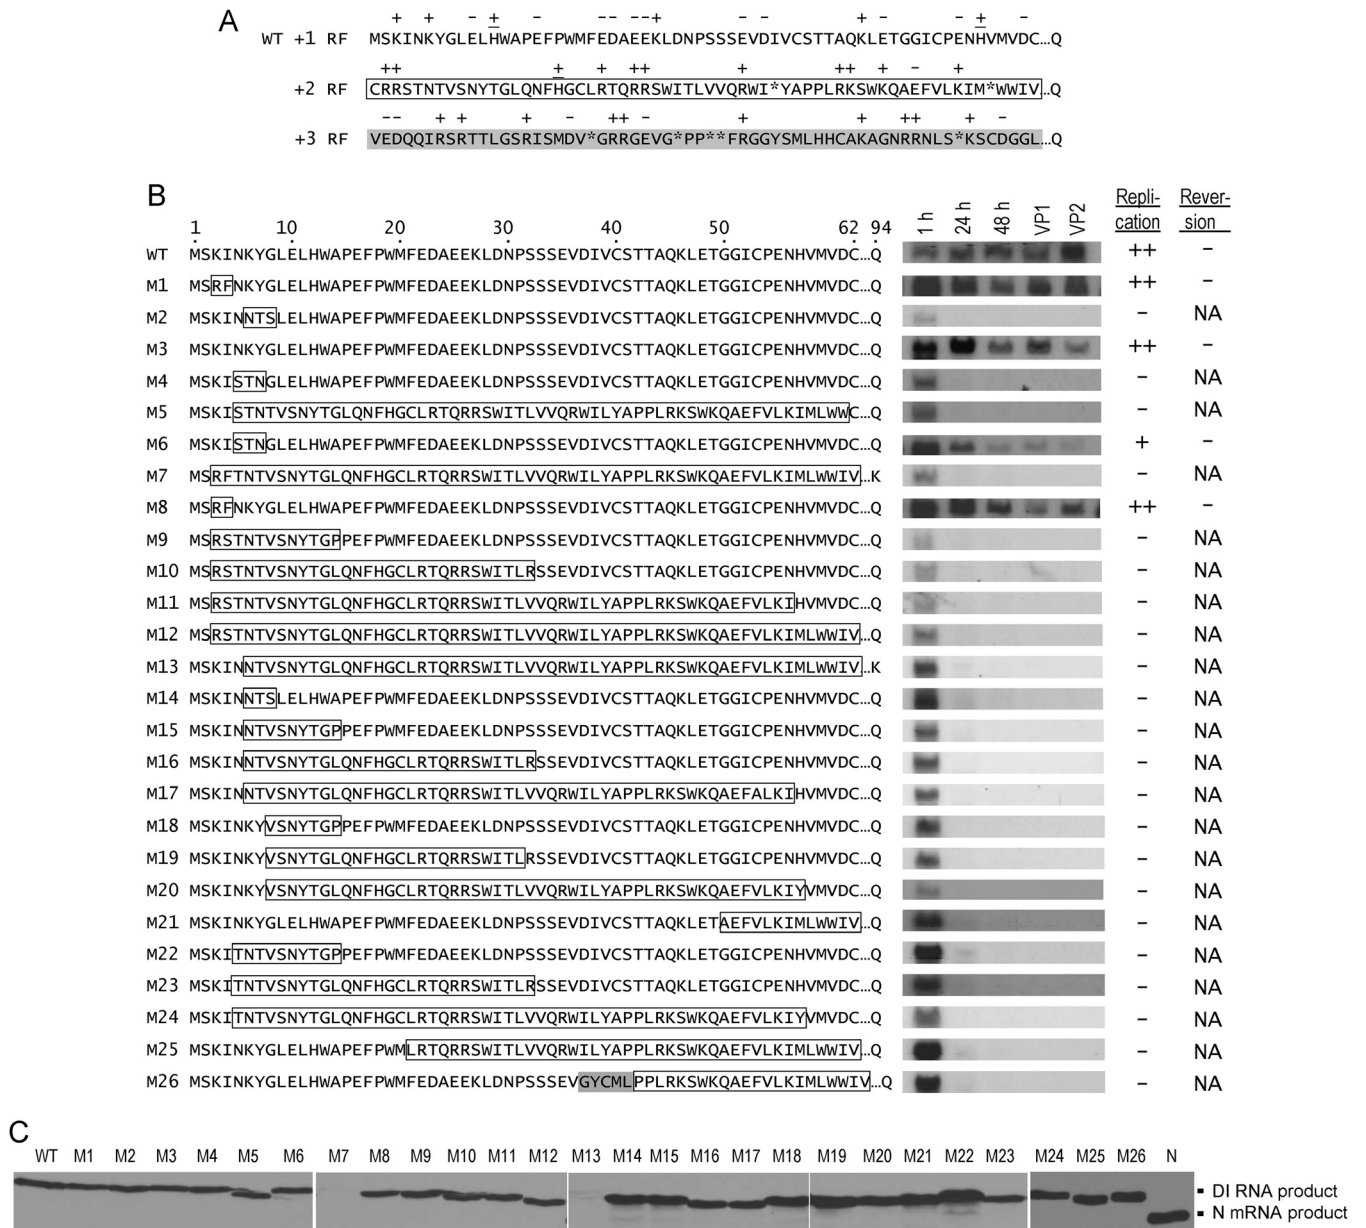 A
+ + - + - -- -- + - - + - - + -
WT +1 RF MSKINKYGLELHWAPEFPWMFEDAEEKLDNPSSSEVDIVCSTTAQKLETGGICPENHVMVDC…Q
++ + + ++ + ++ + - +
+2 RF CRRSTNTVSNYTGLQNFHGCLRTQRRSWITLVVQRWI*YAPPLRKSWKQAEFVLKIM*WWIV…Q
-- + + + - ++ - + + ++ + -
+3 RF VEDQQIRSRTTLGSRISMDV*GRRGEVG*PP**FRGGYSMLHHCAKAGNRRNLS*KSCDGGL…Q
B
1 10 20 30 40 50 62 94 1 h 24 h 48 h VP1 VP2 Repli-cation Rever-sion
WT MSKINKYGLELHWAPEFPWMFEDAEEKLDNPSSSEVDIVCSTTAQKLETGGICPENHVMVDC…Q ++ -
M1 MSRFNKYGLELHWAPEFPWMFEDAEEKLDNPSSSEVDIVCSTTAQKLETGGICPENHVMVDC…Q ++ -
M2 MSKINNTSLELHWAPEFPWMFEDAEEKLDNPSSSEVDIVCSTTAQKLETGGICPENHVMVDC…Q - NA
M3 MSKINKYGLELHWAPEFPWMFEDAEEKLDNPSSSEVDIVCSTTAQKLETGGICPENHVMVDC…Q ++ -
M4 MSKISTNGLELHWAPEFPWMFEDAEEKLDNPSSSEVDIVCSTTAQKLETGGICPENHVMVDC…Q - NA
M5 MSKISTNTVSNYTGLQNFHGCLRTQRRSWITLVVQRWILYAPPLRKSWKQAEFVLKIMLWWC…Q - NA
M6 MSKISTNGLELHWAPEFPWMFEDAEEKLDNPSSSEVDIVCSTTAQKLETGGICPENHVMVDC…Q + -
M7 MSRFTNTVSNYTGLQNFHGCLRTQRRSWITLVVQRWILYAPPLRKSWKQAEFVLKIMLWWIV…K - NA
M8 MSRFNKYGLELHWAPEFPWMFEDAEEKLDNPSSSEVDIVCSTTAQKLETGGICPENHVMVDC…Q ++ -
M9 MSRSTNTVSNYTGPPEFPWMFEDAEEKLDNPSSSEVDIVCSTTAQKLETGGICPENHVMVDC…Q - NA
M10 MSRSTNTVSNYTGLQNFHGCLRTQRRSWITLRSSEVDIVCSTTAQKLETGGICPENHVMVDC…Q - NA
M11 MSRSTNTVSNYTGLQNFHGCLRTQRRSWITLVVQRWILYAPPLRKSWKQAEFVLKIHVMVDC…Q - NA
M12 MSRSTNTVSNYTGLQNFHGCLRTQRRSWITLVVQRWILYAPPLRKSWKQAEFVLKIMLWWIV…Q - NA
M13 MSKINNTVSNYTGLQNFHGCLRTQRRSWITLVVQRWILYAPPLRKSWKQAEFVLKIMLWWIV…K - NA
M14 MSKINNTSLELHWAPEFPWMFEDAEEKLDNPSSSEVDIVCSTTAQKLETGGICPENHVMVDC…Q - NA
M15 MSKINNTVSNYTGPPEFPWMFEDAEEKLDNPSSSEVDIVCSTTAQKLETGGICPENHVMVDC…Q - NA
M16 MSKINNTVSNYTGLQNFHGCLRTQRRSWITLRSSEVDIVCSTTAQKLETGGICPENHVMVDC…Q - NA
M17 MSKINNTVSNYTGLQNFHGCLRTQRRSWITLVVQRWILYAPPLRKSWKQAEFALKIHVMVDC…Q - NA
M18 MSKINKYVSNYTGPPEFPWMFEDAEEKLDNPSSSEVDIVCSTTAQKLETGGICPENHVMVDC…Q - NA
M19 MSKINKYVSNYTGLQNFHGCLRTQRRSWITLRSSEVDIVCSTTAQKLETGGICPENHVMVDC…Q - NA
M20 MSKINKYVSNYTGLQNFHGCLRTQRRSWITLVVQRWILYAPPLRKSWKQAEFVLKIYVMVDC…Q - NA
M21 MSKINKYGLELHWAPEFPWMFEDAEEKLDNPSSSEVDIVCSTTAQKLETAEFVLKIMLWWIV…Q - NA
M22 MSKITNTVSNYTGPPEFPWMFEDAEEKLDNPSSSEVDIVCSTTAQKLETGGICPENHVMVDC…Q - NA
M23 MSKITNTVSNYTGLQNFHGCLRTQRRSWITLRSSEVDIVCSTTAQKLETGGICPENHVMVDC…Q - NA
M24 MSKITNTVSNYTGLQNFHGCLRTQRRSWITLVVQRWILYAPPLRKSWKQAEFVLKIYVMVDC…Q - NA
M25 MSKINKYGLELHWAPEFPWMLRTQRRSWITLVVQRWILYAPPLRKSWKQAEFVLKIMLWWIV…Q - NA
M26 MSKINKYGLELHWAPEFPWMFEDAEEKLDNPSSSEVGYCMLPPLRKSWKQAEFVLKIMLWWIV…Q - NA
C
WT M1 M2 M3 M4 M5 M6 M7 M8 M9 M10 M11 M12 M13 M14 M15 M16 M17 M18 M19 M20 M21 M22 M23 M24 M25 M26 N
DI RNA product
N mRNA product